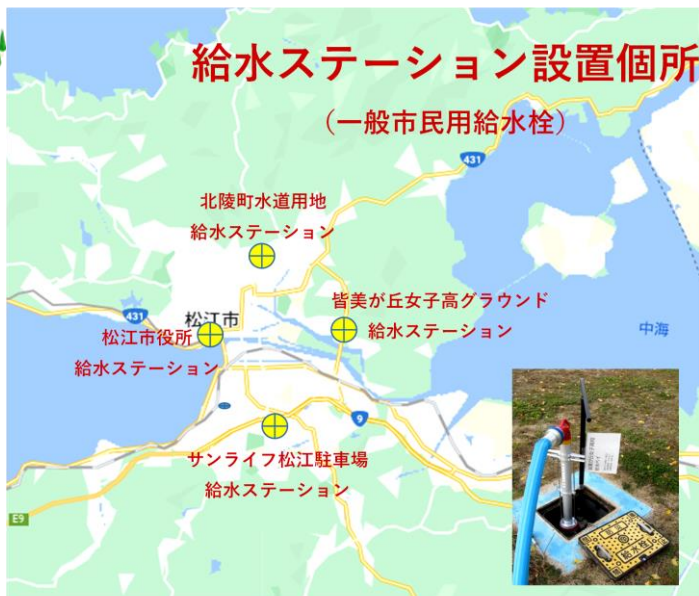 給水ステーション設置個所
（一般市民用給水栓）
431
北陵町水道用地
給水ステーション
431
松江市
皆美が丘女子高グラウンド
給水ステーション
松江市役所
給水ステーション
中海
9
サンライフ松江駐車場
給水ステーション
E9
給水栓